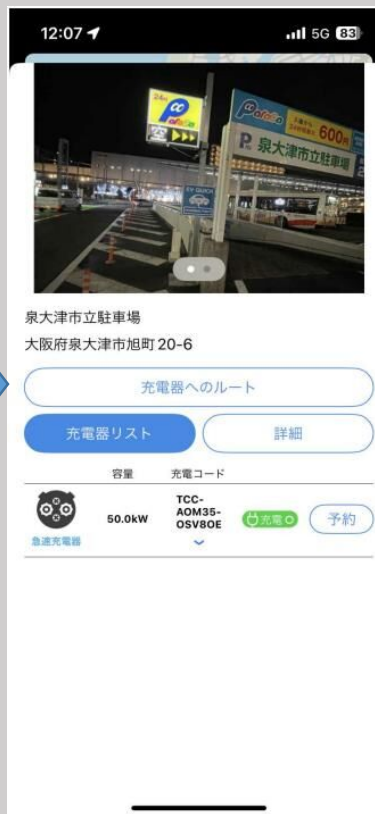 12:07
5G 83
24H
P
PaTaTa
600円
P 泉大津市立駐車場
EV QUICK
泉大津市立駐車場
大阪府泉大津市旭町20-6
充電器へのルート
充電器リスト
詳細
容量 充電コード
急速充電器
50.0kW
TCC-
AOM35-
OSV8OE
充電O
予約